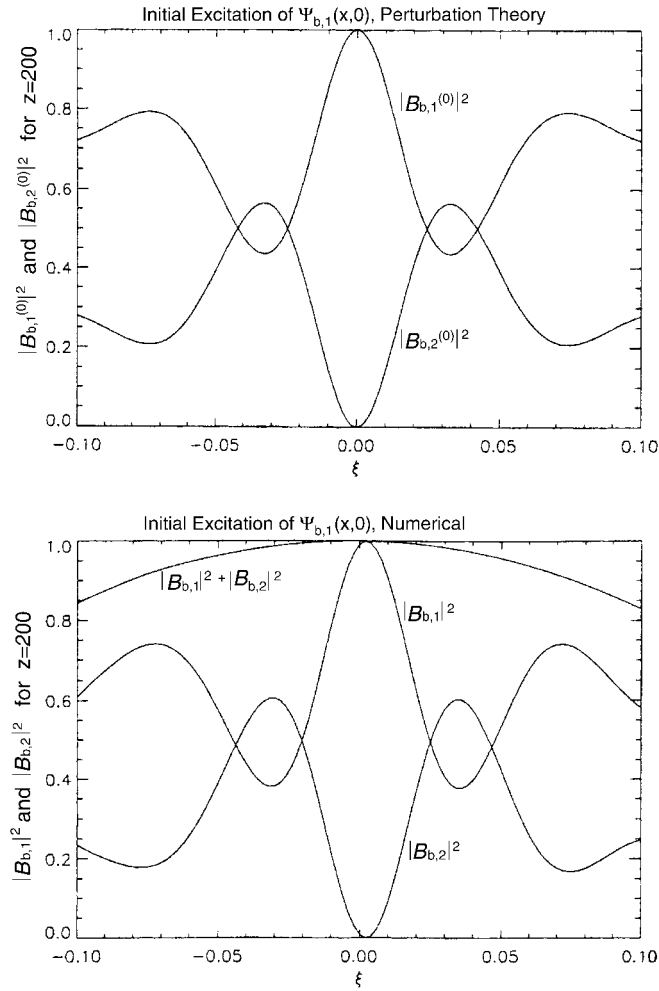 Initial Excitation of Ψb,1(x,0), Perturbation Theory
|Bb,1(0)|2 and |Bb,2(0)|2 for z=200
1.0
0.8
0.6
0.4
0.2
0.0
|Bb,1(0)|2
|Bb,2(0)|2
-0.10
-0.05
0.00
0.05
0.10
ξ
Initial Excitation of Ψb,1(x,0), Numerical
|Bb,1|2 and |Bb,2|2 for z=200
1.0
0.8
0.6
0.4
0.2
0.0
|Bb,1|2 +|Bb,2|2
|Bb,1|2
|Bb,2|2
-0.10
-0.05
0.00
0.05
0.10
ξ